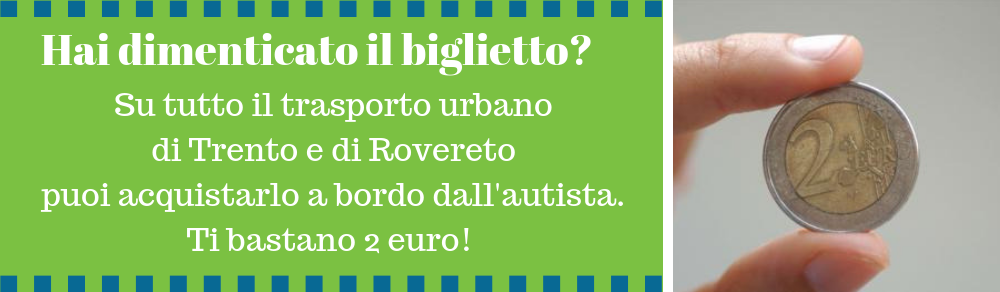 Hai dimenticato il biglietto?
Su tutto il trasporto urbano
di Trento e di Rovereto
puoi acquistarlo a bordo dall'autista.
Ti bastano 2 euro!
2